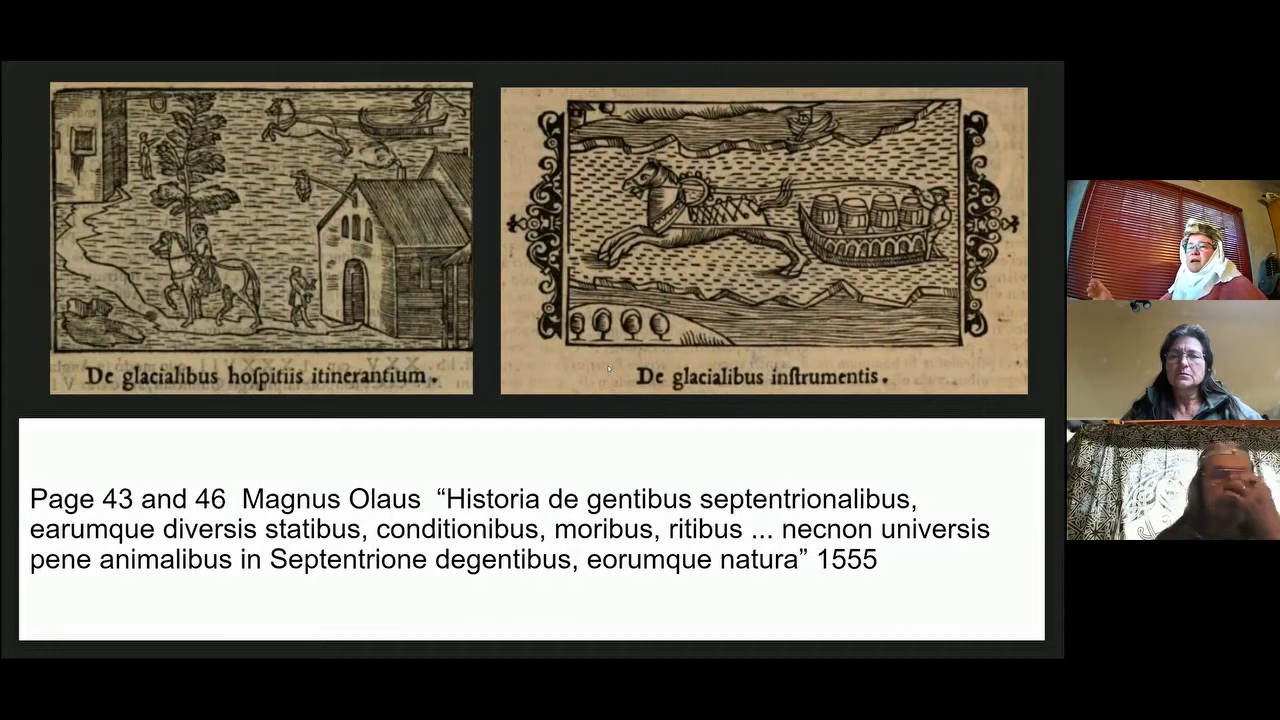 De glacialibus hoſpitiis itinerantium.
De glacialibus inſtrumentis.
Page 43 and 46 Magnus Olaus “Historia de gentibus septentrionalibus,
earumque diversis statibus, conditionibus, moribus, ritibus ... necnon universis
pene animalibus in Septentrione degentibus, eorumque natura” 1555